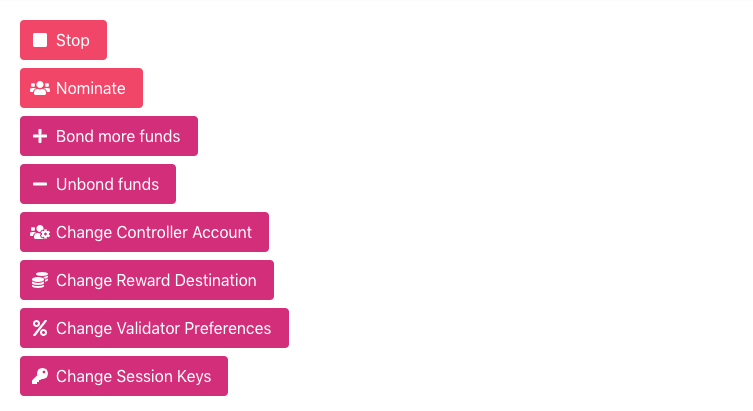 Stop
Nominate
Bond more funds
Unbond funds
Change Controller Account
Change Reward Destination
Change Validator Preferences
Change Session Keys